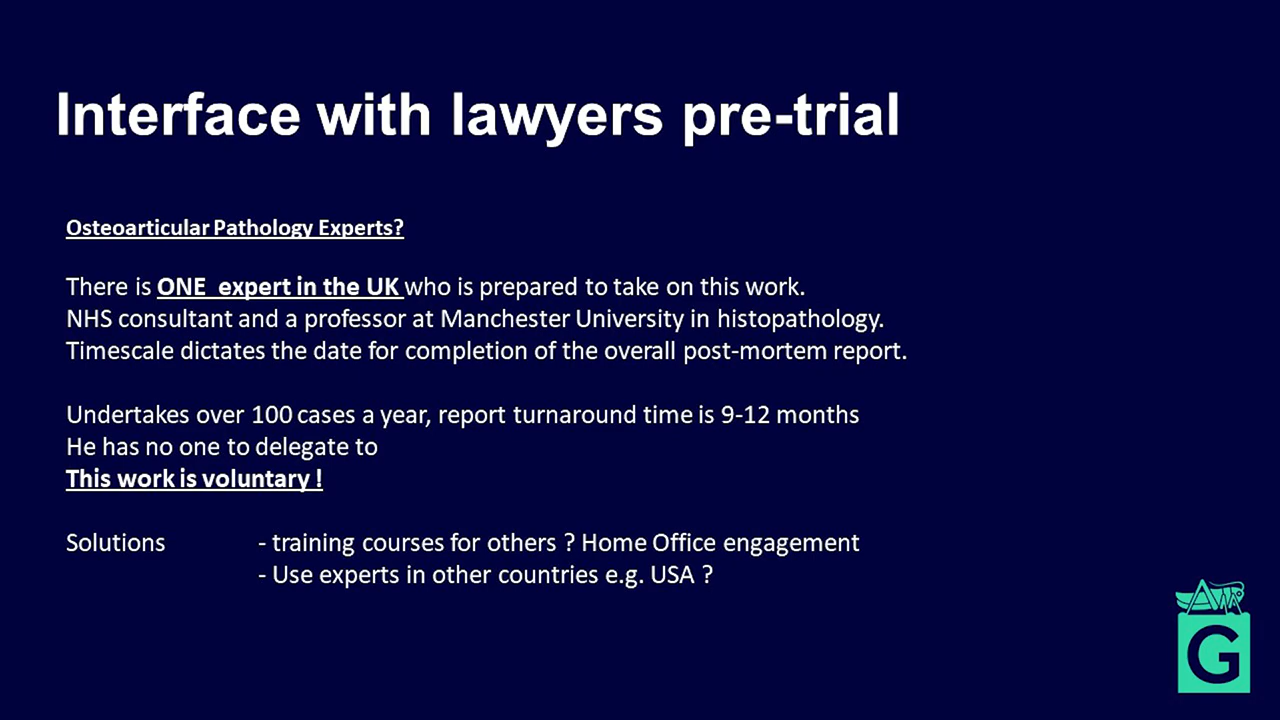 Interface with lawyers pre-trial
Osteoarticular Pathology Experts?
There is ONE  expert in the UK who is prepared to take on this work.
NHS consultant and a professor at Manchester University in histopathology.
Timescale dictates the date for completion of the overall post-mortem report.
Undertakes over 100 cases a year, report turnaround time is 9-12 months
He has no one to delegate to
This work is voluntary !
Solutions - training courses for others ? Home Office engagement
- Use experts in other countries e.g. USA ?
G